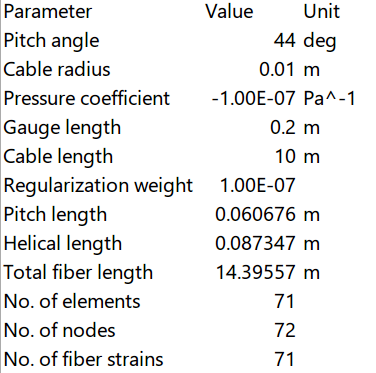 Parameter Value Unit
Pitch angle 44 deg
Cable radius 0.01 m
Pressure coefficient -1.00E-07 Pa^-1
Gauge length 0.2 m
Cable length 10 m
Regularization weight 1.00E-07
Pitch length 0.060676 m
Helical length 0.087347 m
Total fiber length 14.39557 m
No. of elements 71
No. of nodes 72
No. of fiber strains 71